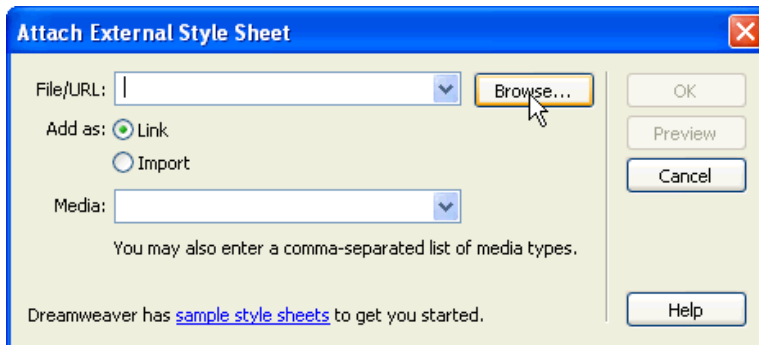 Attach External Style Sheet
File/URL:
Browse...
OK
Add as:
Link
Preview
Import
Cancel
Media:
You may also enter a comma-separated list of media types.
Dreamweaver has sample style sheets to get you started.
Help